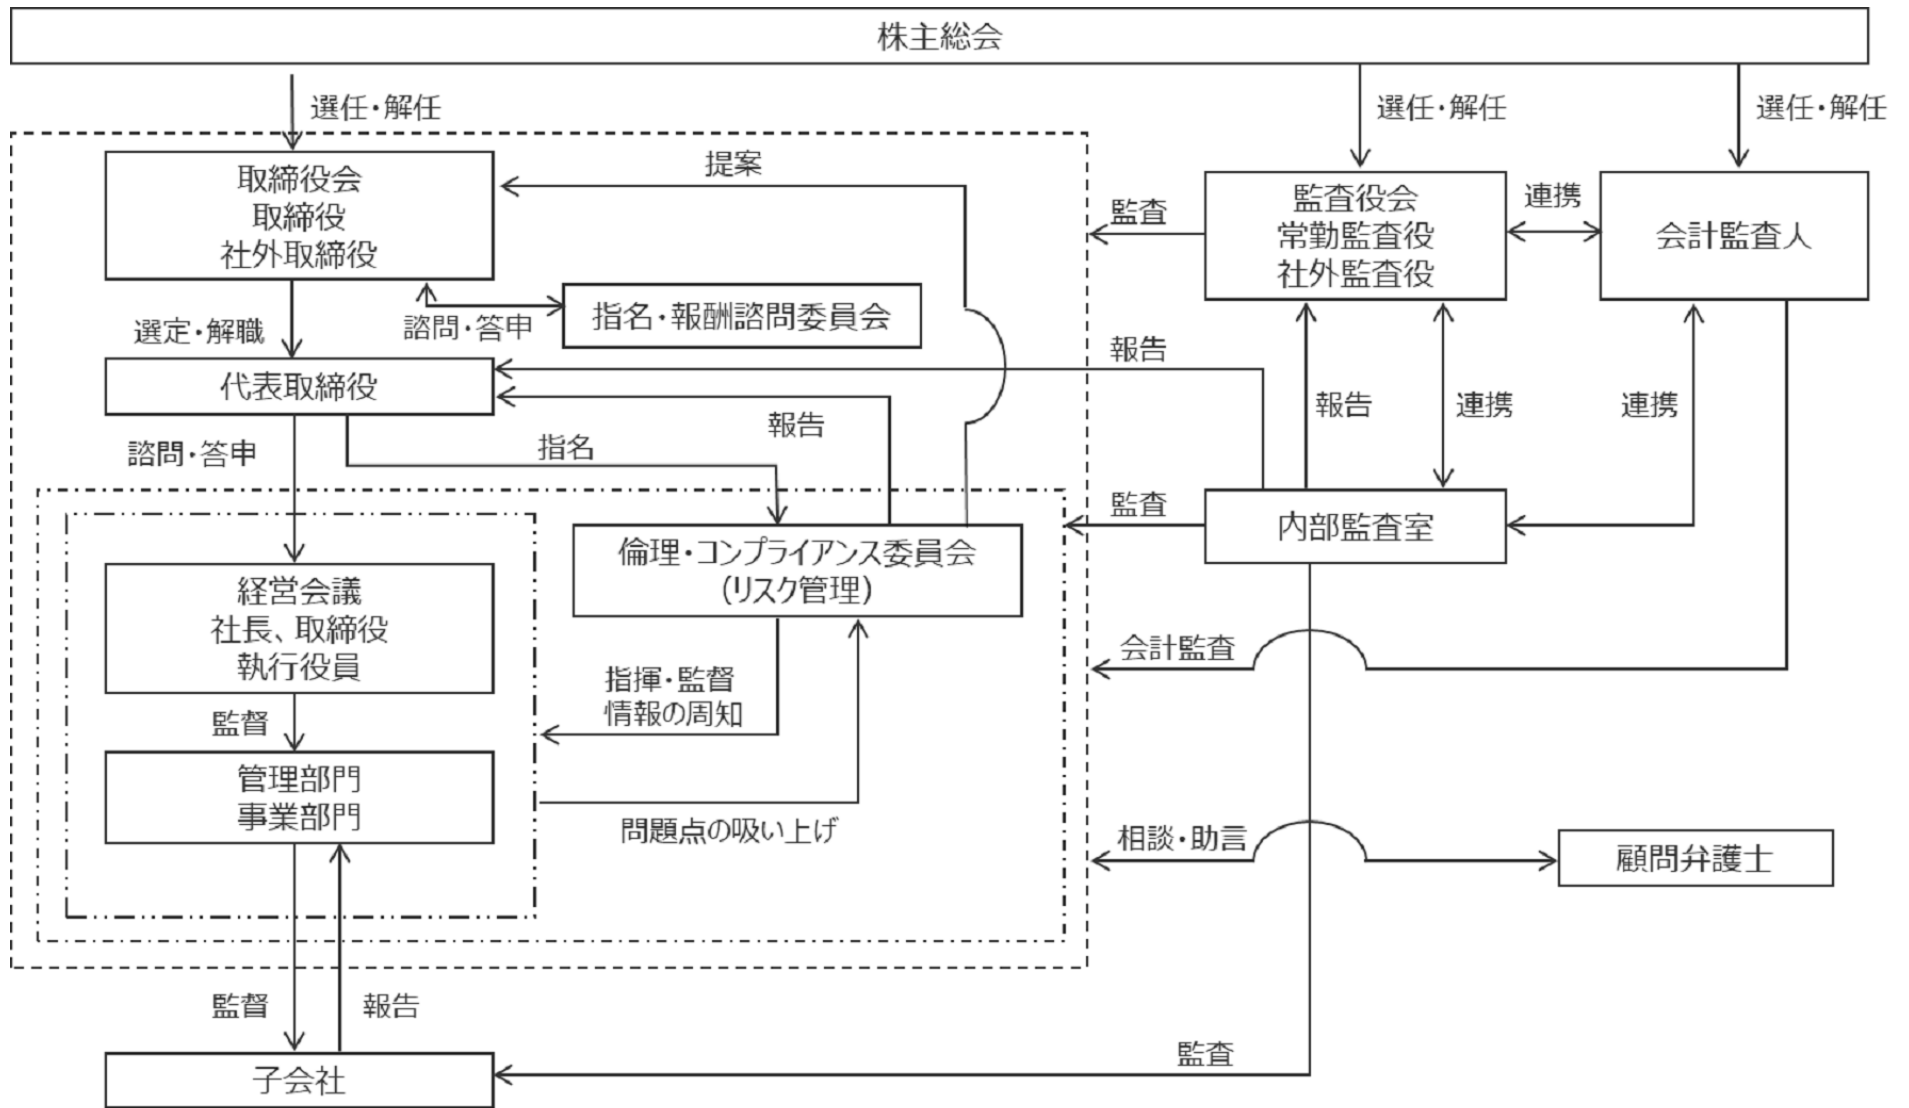 株主総会
選任・解任
選任・解任
選任・解任
取締役会
取締役
社外取締役
提案
監査
監査役会
常勤監査役
社外監査役
連携
会計監査人
選定・解職
諮問・答申
指名・報酬諮問委員会
代表取締役
報告
報告
連携
連携
諮問・答申
指名
報告
監査
内部監査室
倫理・コンプライアンス委員会
(リスク管理)
経営会議
社長、取締役
執行役員
指揮・監督
情報の周知
会計監査
監督
管理部門
事業部門
問題点の吸い上げ
相談・助言
顧問弁護士
監督
報告
監査
子会社